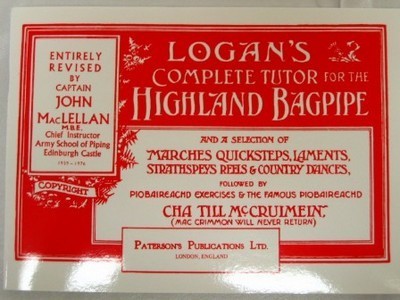 ENTIRELY
REVISED
BY
CAPTAIN
JOHN
MACLELLAN
M.B.E.
Chief Instructor
Army School of Piping
Edinburgh Castle
1959-1976
COPYRIGHT
LOGAN'S
COMPLETE TUTOR FOR THE
HIGHLAND BAGPIPE
AND A SELECTION OF
MARCHES QUICKSTEPS, LAMENTS,
STRATHSPEYS REELS & COUNTRY DANCES,
FOLLOWED BY
PIOBAIREACHD EXERCISES & THE FAMOUS PIOBAIREACHD
CHA TILL MCCRUIMEIN,
(MAC CRIMMON WILL NEVER RETURN)
PATERSON'S PUBLICATIONS LTD.
LONDON, ENGLAND